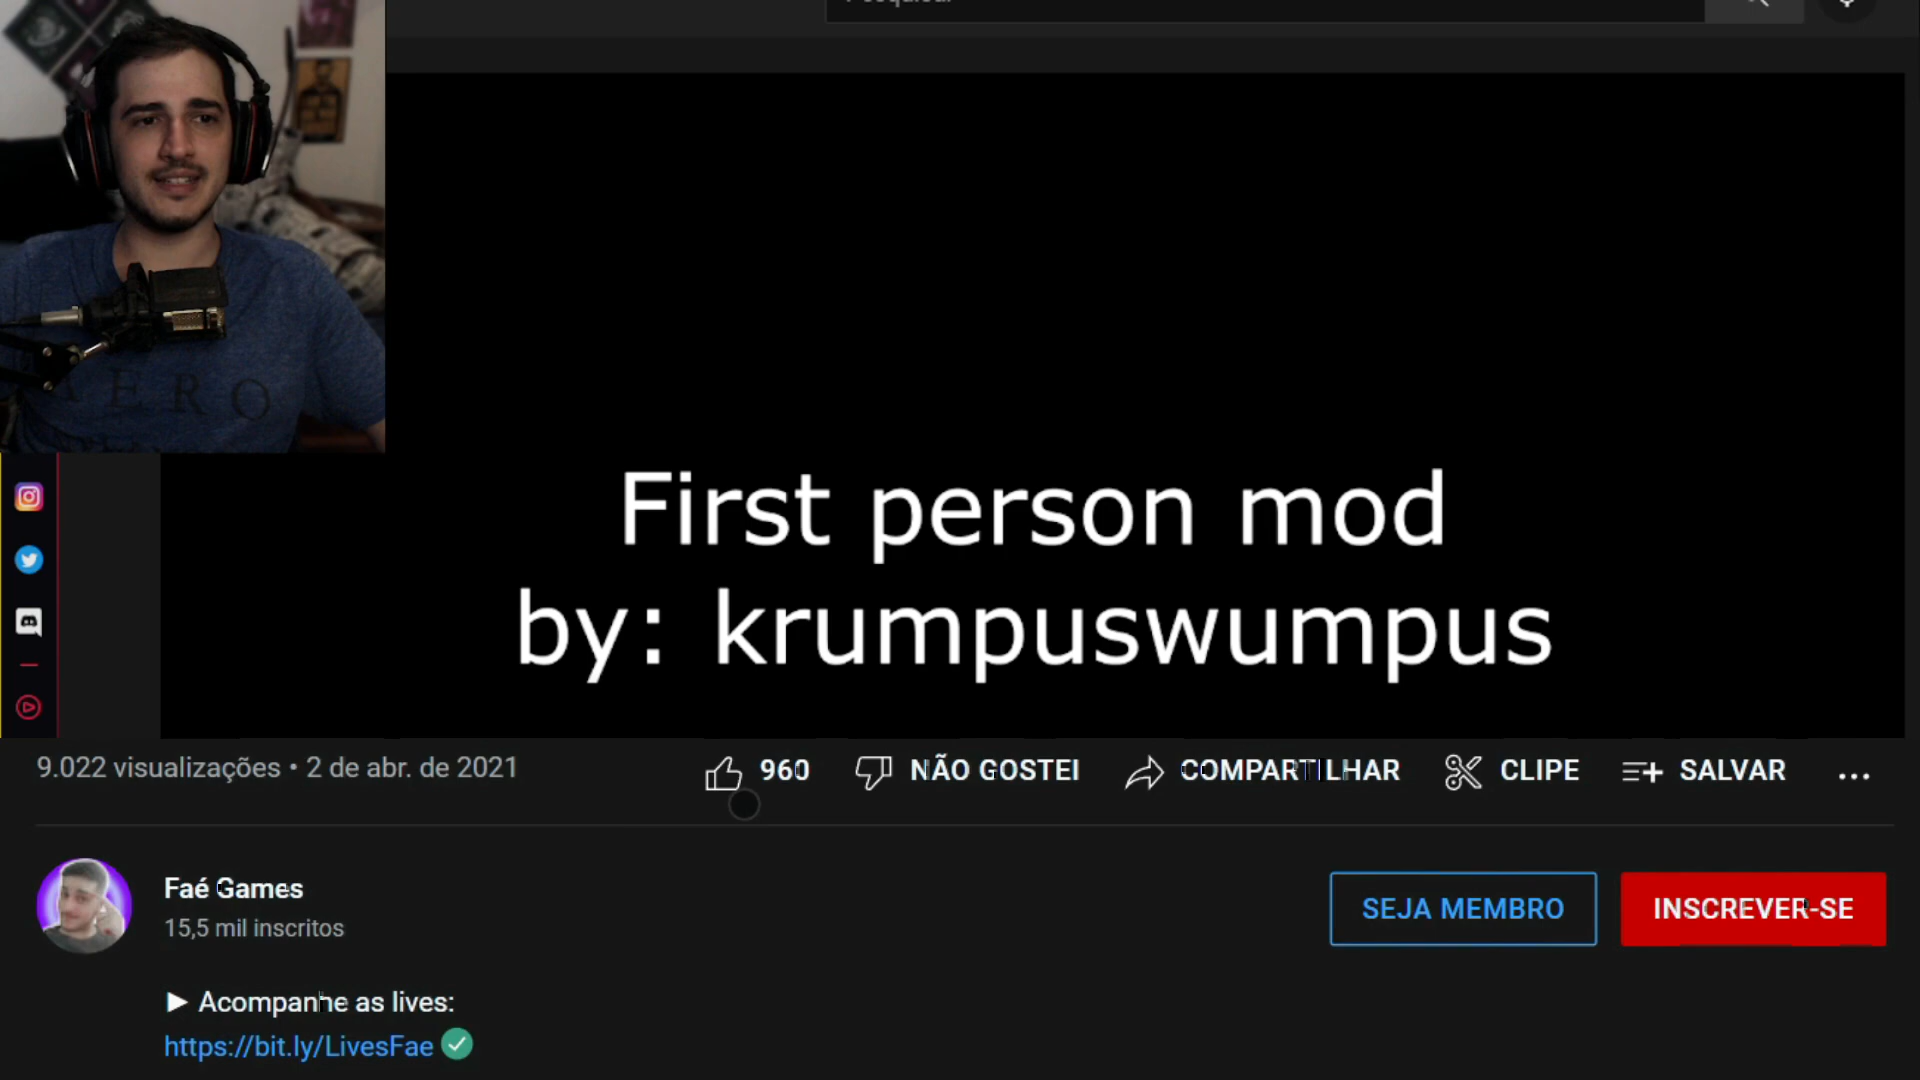 First person mod
by: krumpuswumpus
9.022 visualizações • 2 de abr. de 2021
960
NÃO GOSTEI
COMPARTILHAR
CLIPE
SALVAR
Faé Games
15,5 mil inscritos
SEJA MEMBRO
INSCREVER-SE
► Acompanhe as lives:
https://bit.ly/LivesFae